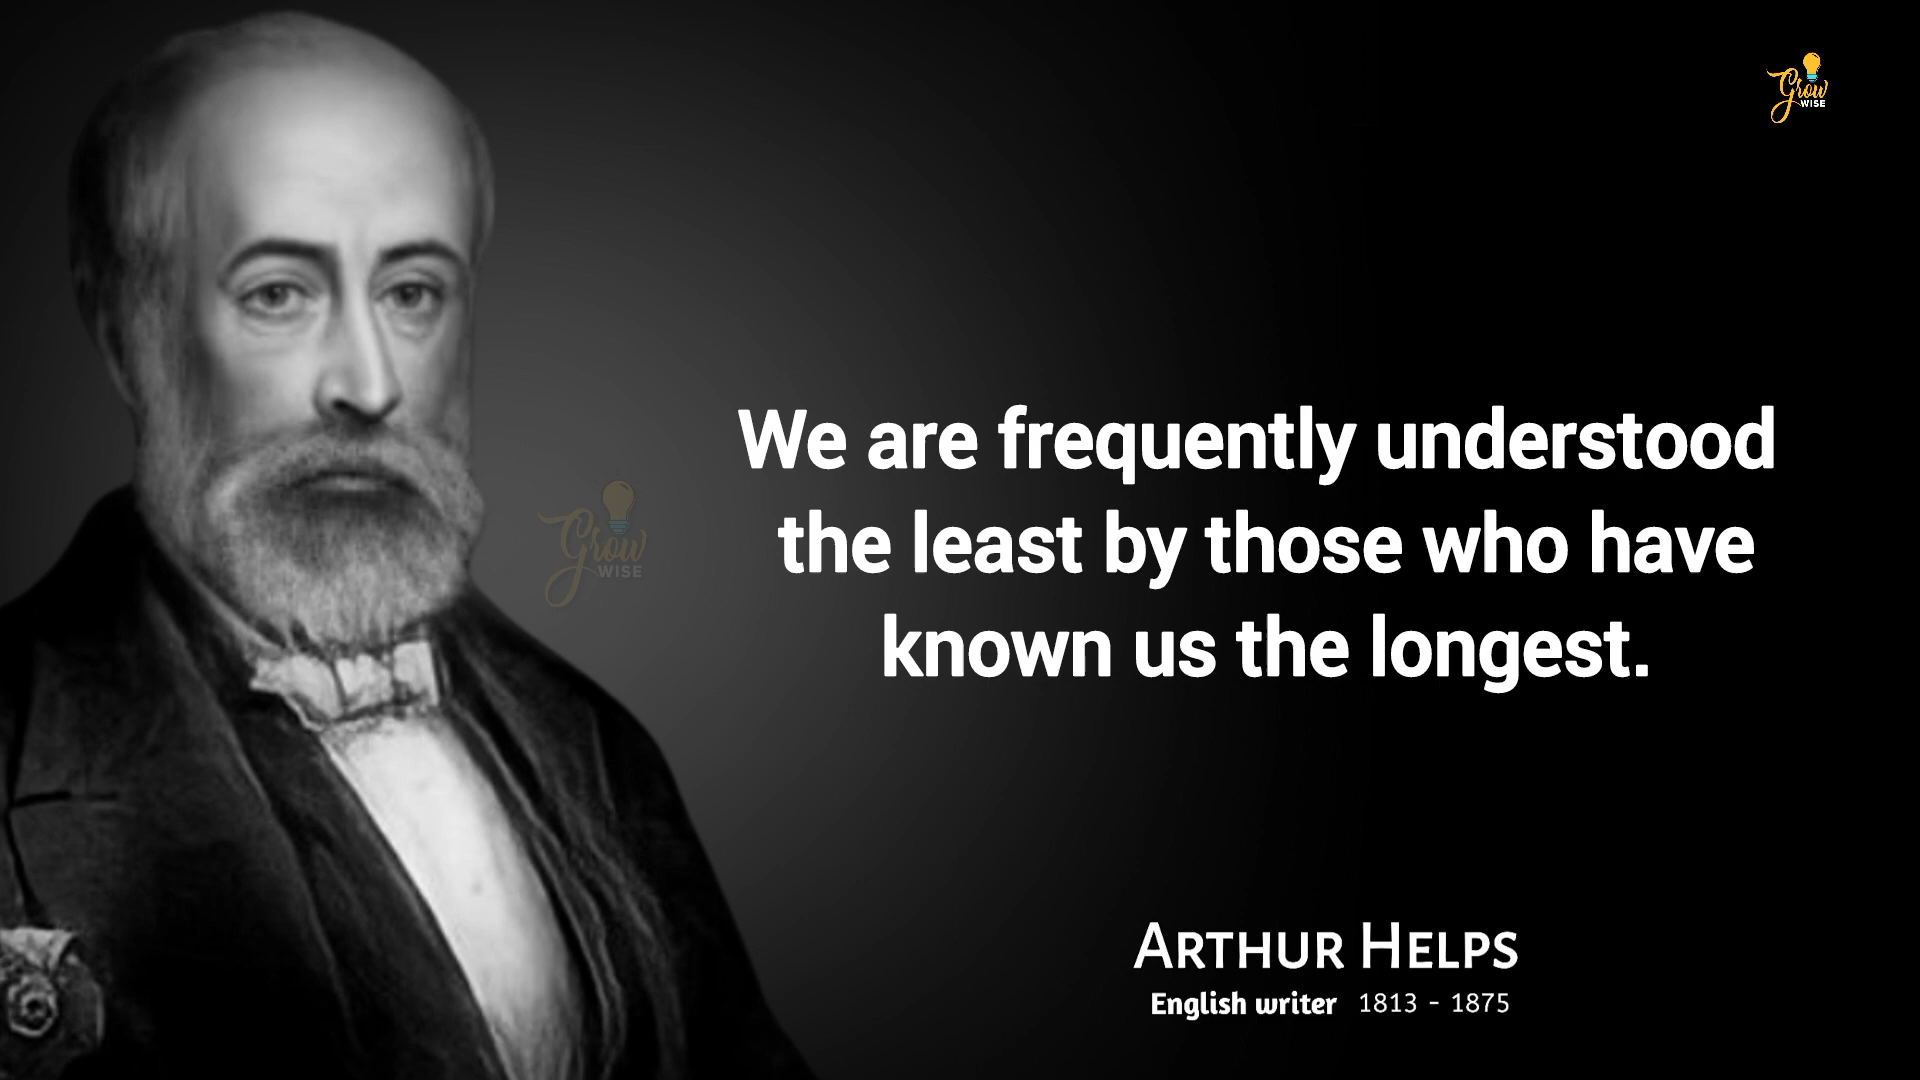 Grow
WISE
We are frequently understood
the least by those who have
known us the longest.
Grow
WISE
ARTHUR HELPS
English writer 1813 - 1875